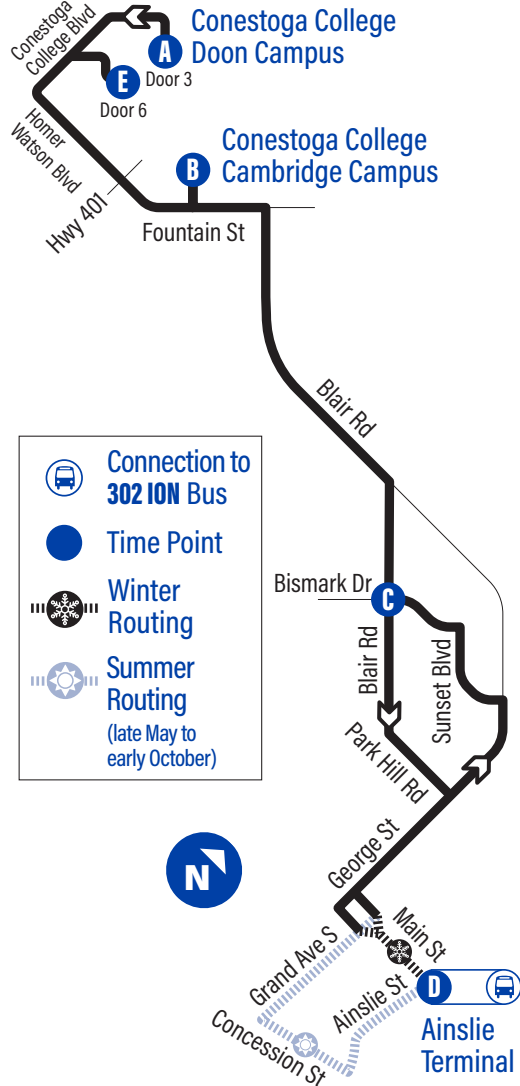 Conestoga
College Blvd
A
Conestoga College
Doon Campus
Door 3
E
Door 6
Homer
Watson Blvd
Hwy 401
B
Conestoga College
Cambridge Campus
Fountain St
Blair Rd
Connection to
302 ION Bus
Time Point
Winter
Routing
Summer
Routing
(late May to
early October)
Bismark Dr
C
Blair Rd
Sunset Blvd
Park Hill Rd
N
George St
Grand Ave S
Main St
Ainslie St
D
Concession St
Ainslie
Terminal